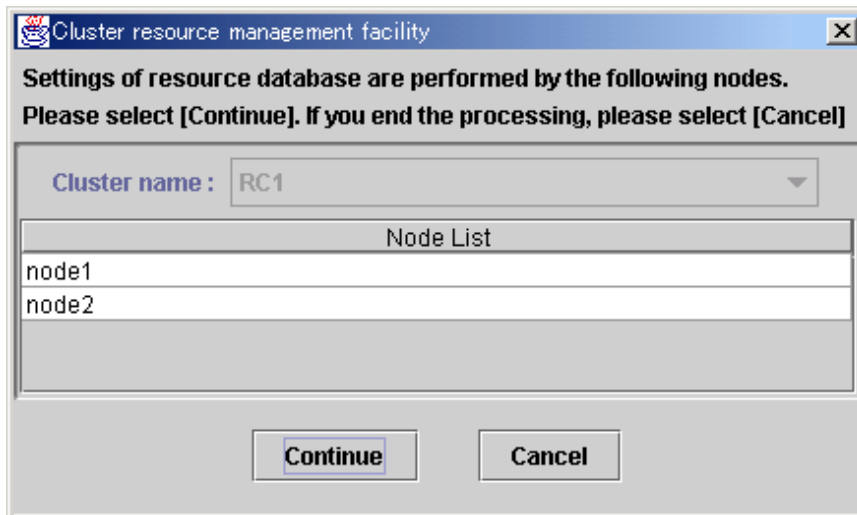 Cluster resource management facility
Settings of resource database are performed by the following nodes.
Please select [Continue]. If you end the processing, please select [Cancel]
Cluster name : RC1
Node List
node1
node2
Continue Cancel